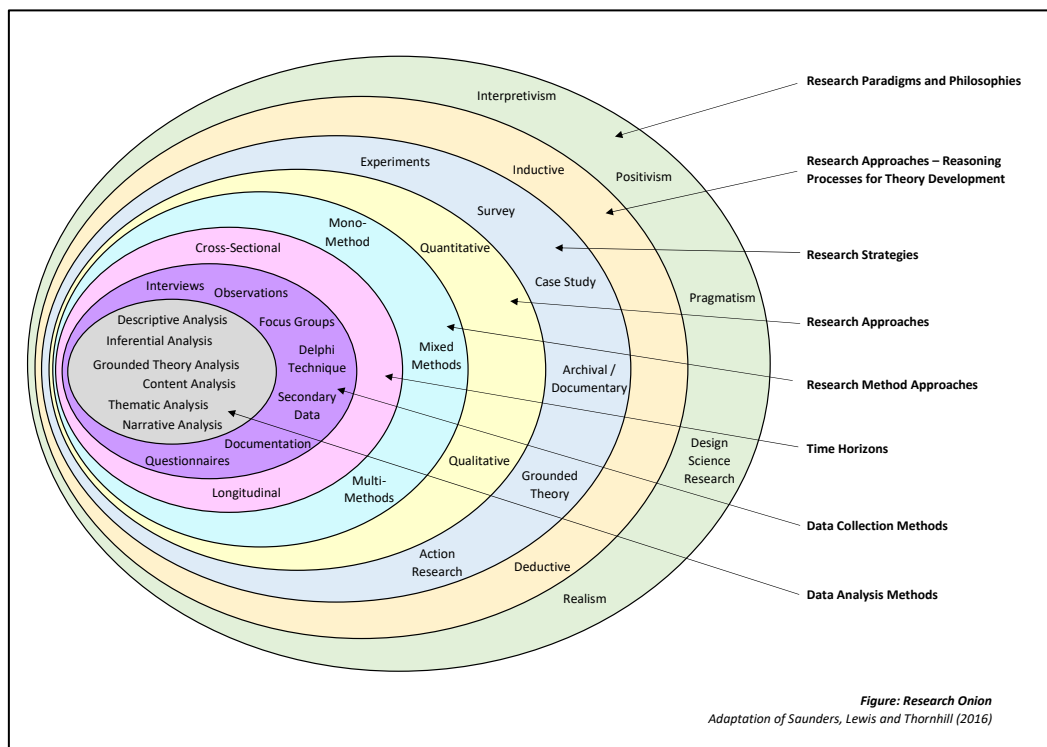 Interpretivism
Research Paradigms and Philosophies
Experiments
Inductive
Positivism
Research Approaches – Reasoning
Processes for Theory Development
Mono-
Method
Survey
Cross-Sectional
Quantitative
Research Strategies
Interviews
Observations
Case Study
Pragmatism
Descriptive Analysis
Focus Groups
Research Approaches
Inferential Analysis
Grounded Theory Analysis
Delphi
Technique
Mixed
Methods
Archival /
Documentary
Content Analysis
Research Method Approaches
Thematic Analysis
Secondary
Data
Narrative Analysis
Documentation
Design
Science
Research
Time Horizons
Questionnaires
Qualitative
Longitudinal
Multi-
Methods
Grounded
Theory
Data Collection Methods
Action
Research
Deductive
Realism
Data Analysis Methods
Figure: Research Onion
Adaptation of Saunders, Lewis and Thornhill (2016)